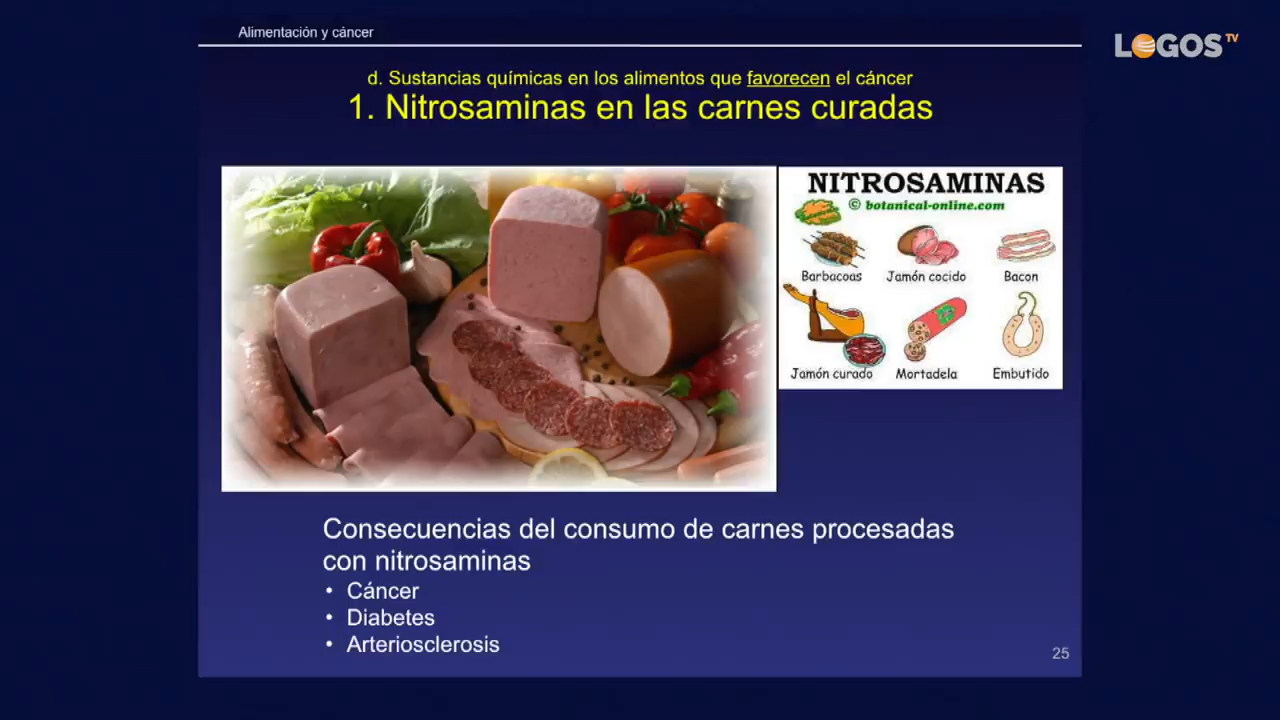 Alimentación y cáncer
LOGOS TV
d. Sustancias químicas en los alimentos que favorecen el cáncer
1. Nitrosaminas en las carnes curadas
NITROSAMINAS
© botanical-online.com
Barbacoas Jamón cocido Bacon
Jamón curado Mortadela Embutido
Consecuencias del consumo de carnes procesadas
con nitrosaminas
• Cáncer
• Diabetes
• Arteriosclerosis
25